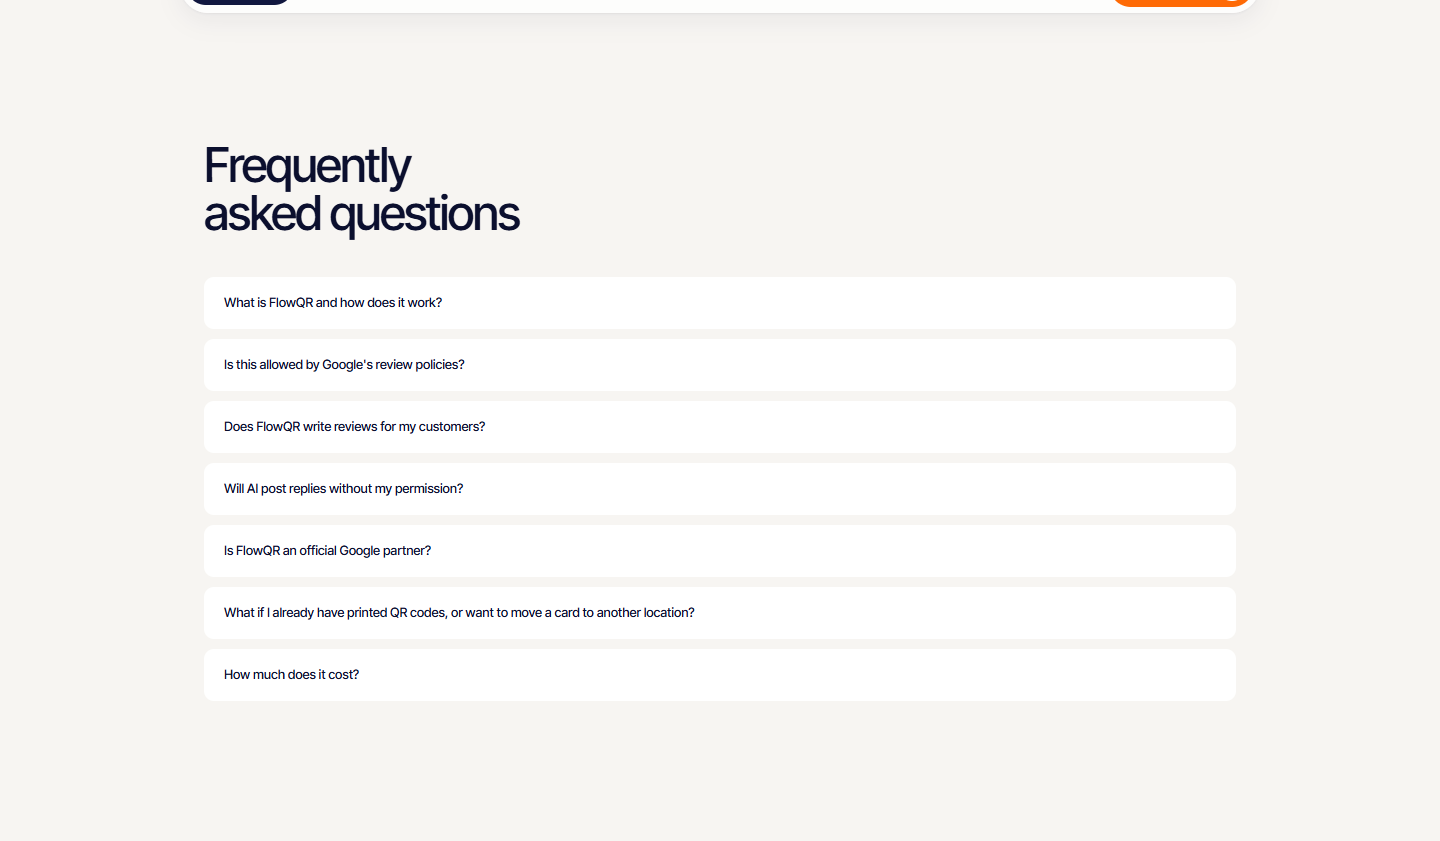 Frequently
asked questions
What is FlowQR and how does it work?
Is this allowed by Google's review policies?
Does FlowQR write reviews for my customers?
Will AI post replies without my permission?
Is FlowQR an official Google partner?
What if I already have printed QR codes, or want to move a card to another location?
How much does it cost?